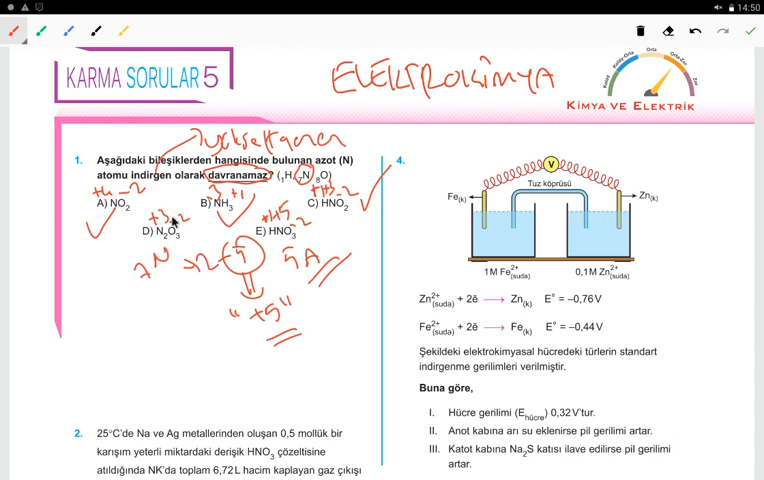 14:50
KARMA SORULAR 5
ELEKTROKİMYA
Kolay
Kolay-Orta
Orta
Orta-Zor
Zor
KİMYA VE ELEKTRİK
Yükseltgenen
1. Aşağıdaki bileşiklerden hangisinde bulunan azot (N)
atomu indirgen olarak davranamaz? (₁H, ₇N, ₈O)
+4 -2
-3 +1
+1+3-2
A) NO₂ B) NH₃ C) HNO₂
+3 -2
+1+5 -2
D) N₂O₃ E) HNO₃
₇N )2 )5 5A
"+5"
2. 25°C'de Na ve Ag metallerinden oluşan 0,5 mollük bir
karışım yeterli miktardaki derişik HNO₃ çözeltisine
atıldığında NK'da toplam 6,72 L hacim kaplayan gaz çıkışı
4.
V
Tuz köprüsü
Fe(k) Zn(k)
1M Fe²⁺(suda) 0,1M Zn²⁺(suda)
Zn²⁺(suda) + 2ē ⟶ Zn(k) E° = –0,76 V
Fe²⁺(suda) + 2ē ⟶ Fe(k) E° = –0,44 V
Şekildeki elektrokimyasal hücredeki türlerin standart
indirgenme gerilimleri verilmiştir.
Buna göre,
I. Hücre gerilimi (Ehücre) 0,32 V'tur.
II. Anot kabına arı su eklenirse pil gerilimi artar.
III. Katot kabına Na₂S katısı ilave edilirse pil gerilimi
artar.